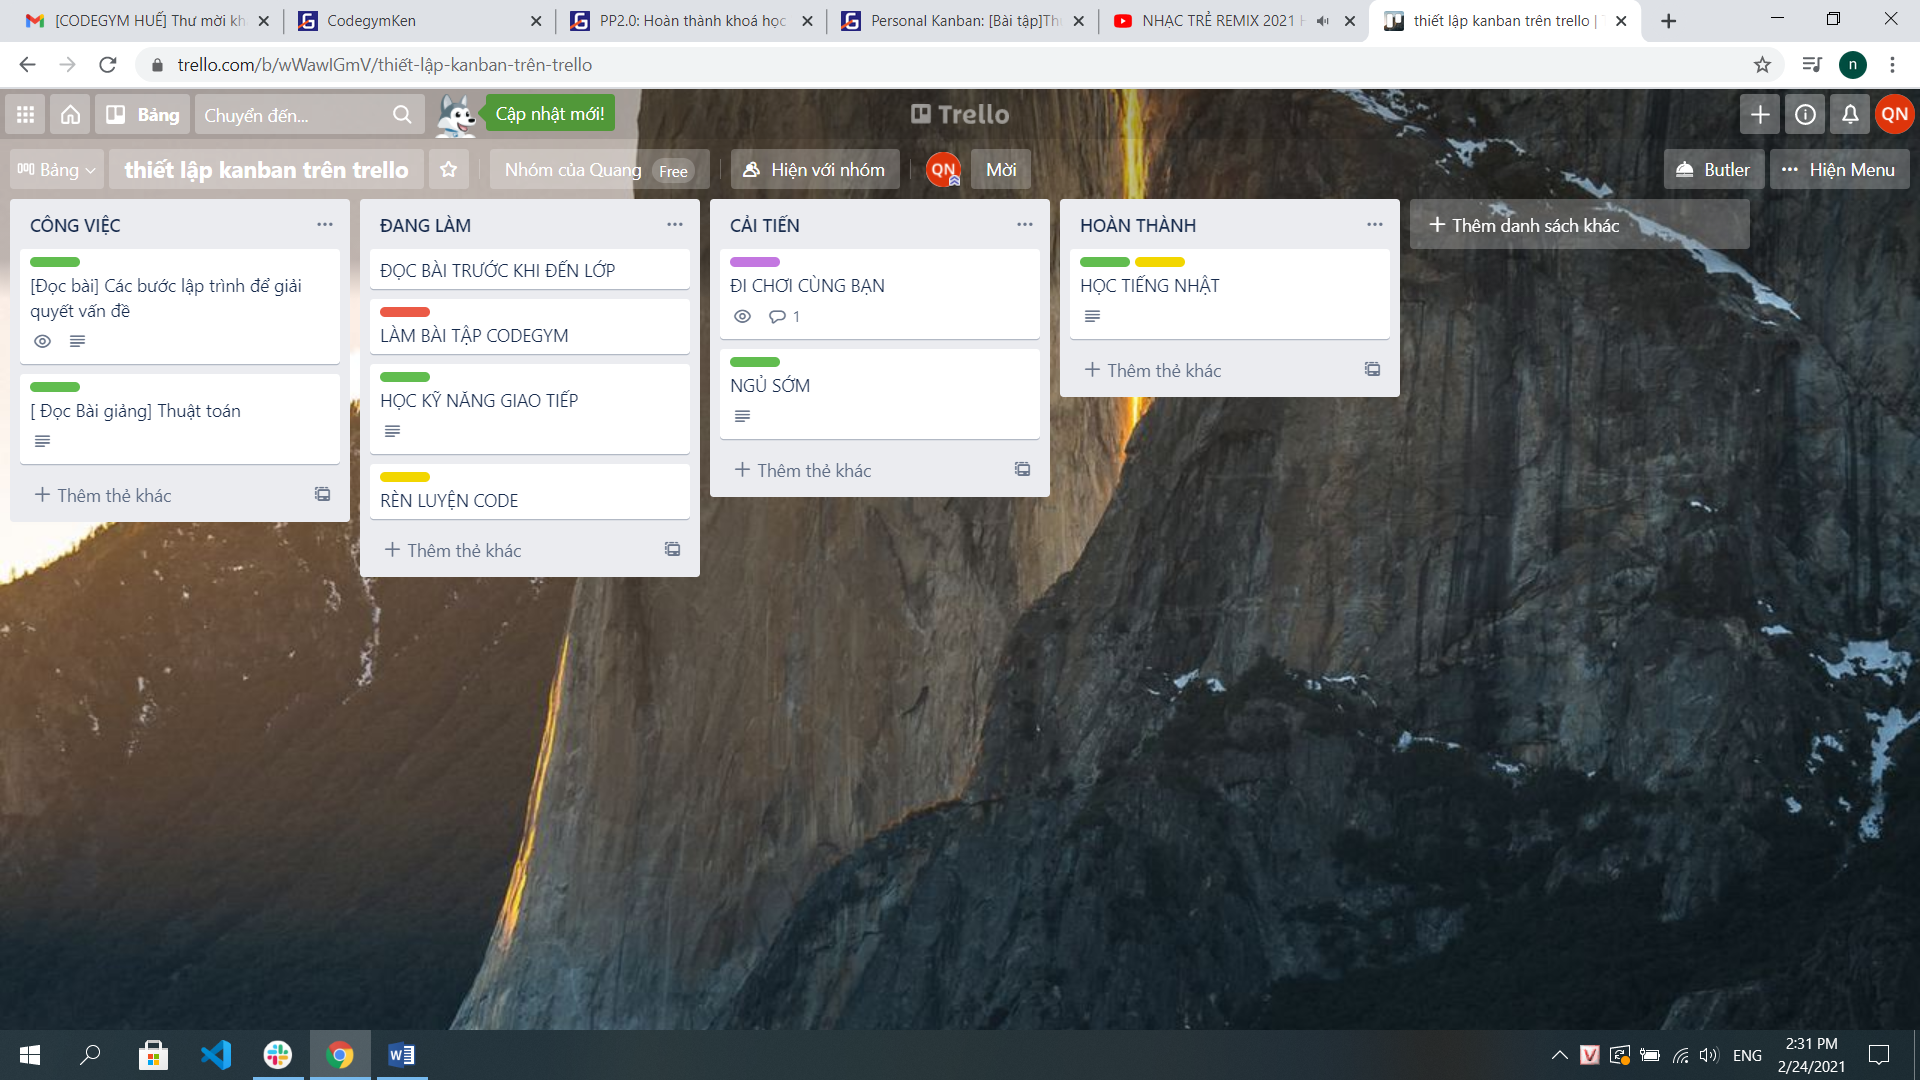 [CODEGYM HUẾ] Thư mời kh
CodegymKen
PP2.0: Hoàn thành khoá học
Personal Kanban: [Bài tập]Th
NHẠC TRẺ REMIX 2021 H
thiết lập kanban trên trello |
trello.com/b/wWawIGmV/thiết-lập-kanban-trên-trello
n
Bảng
Chuyển đến...
Cập nhật mới!
Trello
QN
Bảng
thiết lập kanban trên trello
Nhóm của Quang Free
Hiện với nhóm
QN
Mời
Butler
Hiện Menu
CÔNG VIỆC
[Đọc bài] Các bước lập trình để giải
quyết vấn đề
[ Đọc Bài giảng] Thuật toán
Thêm thẻ khác
ĐANG LÀM
ĐỌC BÀI TRƯỚC KHI ĐẾN LỚP
LÀM BÀI TẬP CODEGYM
HỌC KỸ NĂNG GIAO TIẾP
RÈN LUYỆN CODE
Thêm thẻ khác
CẢI TIẾN
ĐI CHƠI CÙNG BẠN
1
NGỦ SỚM
Thêm thẻ khác
HOÀN THÀNH
HỌC TIẾNG NHẬT
Thêm thẻ khác
Thêm danh sách khác
ENG
2:31 PM
2/24/2021